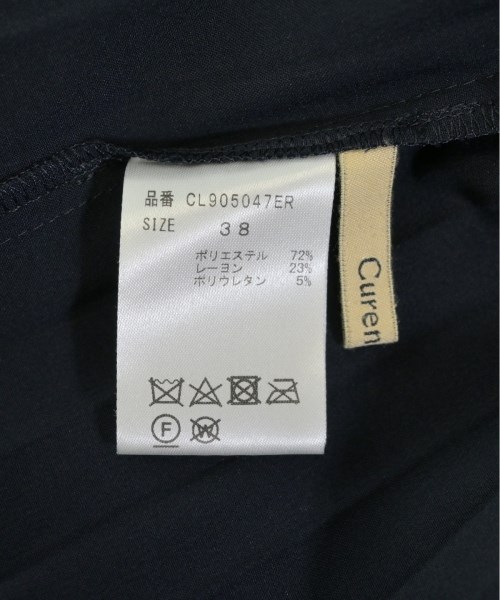 品番 CL905047ER
SIZE 38
ポリエステル 72%
レーヨン 23%
ポリウレタン 5%
F
W
Curen